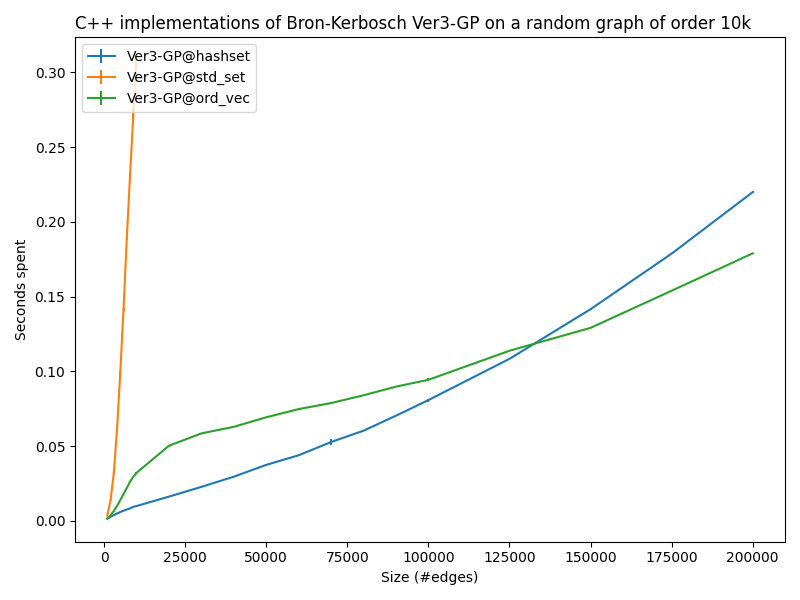 C++ implementations of Bron-Kerbosch Ver3-GP on a random graph of order 10k
Ver3-GP@hashset
Ver3-GP@std_set
Ver3-GP@ord_vec
0.30
0.25
0.20
0.15
0.10
0.05
0.00
Seconds spent
0 25000 50000 75000 100000 125000 150000 175000 200000
Size (#edges)